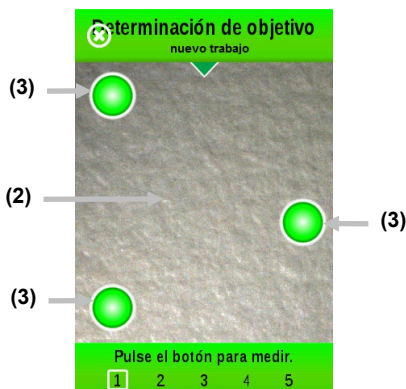 Determinación de objetivo
nuevo trabajo
(3)
(2)
(3)
(3)
Pulse el botón para medir.
1 2 3 4 5